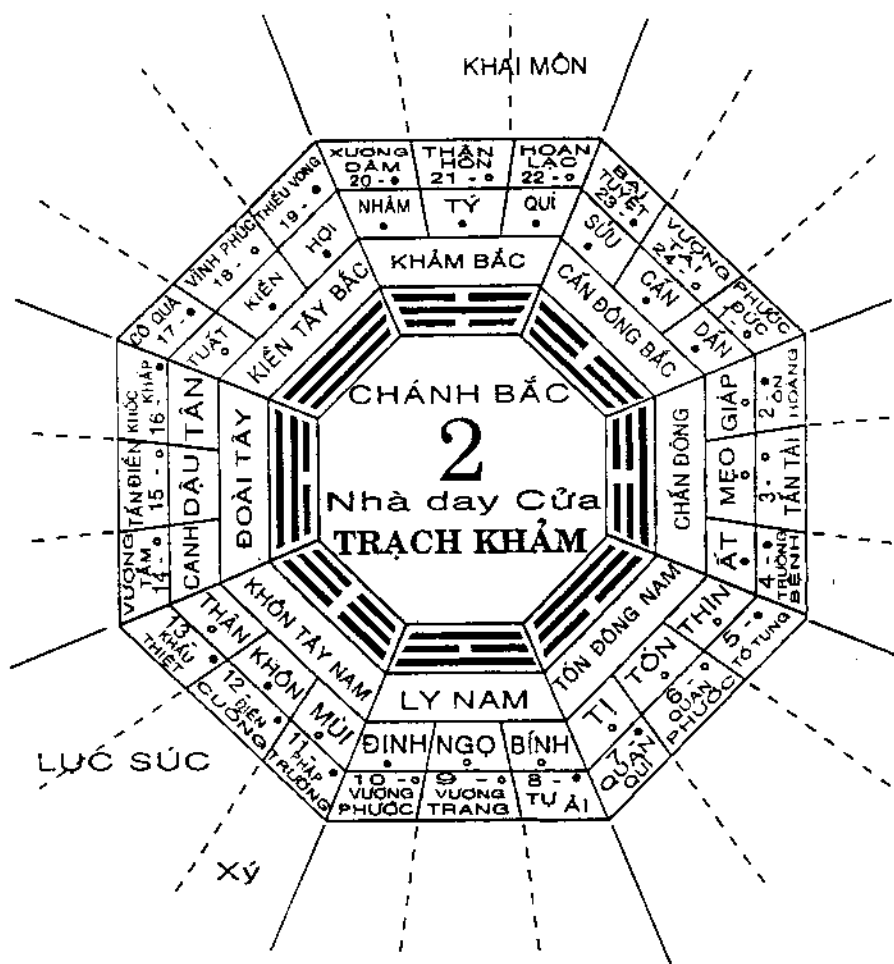 KHAI MÔN
XƯƠNG DÂM
20 - •
THÂN HÔN
21 - o
HOAN LẠC
22 - o
BẠI TUYỆT
23 - •
VƯỢNG TÀI
24 - o
PHƯỚC ĐỨC
1 - o
2 - •
ÔN HOÀNG
3 - o
TẤN TÀI
4 - •
TRƯỜNG BỆNH
5 - •
TỐ TUNG
6 - o
QUAN PHƯỚC
7 - •
QUAN QUÍ
8 - •
TỰ ẢI
9 - o
VƯỢNG TRANG
10 - o
VƯỢNG PHƯỚC
11 - •
PHÁP TRƯỜNG
12 - •
ĐIÊN CUỒNG
13 - •
KHẨU THIỆT
VƯỢNG TẦM
14 - o
TẤN ĐIỀN
15 - o
KHÓC KHẤP
16 - •
CÔ QUẢ
17 - •
VĨNH PHÚC
18 - o
THIẾU VONG
19 - •
NHÂM
TÝ
QUÍ
SỬU
CẤN
DẦN
GIÁP
MẸO
ẤT
THÌN
TỐN
TỊ
BÍNH
NGỌ
ĐINH
MÙI
KHÔN
THÂN
CANH
DẬU
TÂN
TUẤT
KIỀN
HỢI
KHẢM BẮC
CẤN ĐÔNG BẮC
CHẤN ĐÔNG
TỐN ĐÔNG NAM
LY NAM
KHÔN TÂY NAM
ĐOÀI TÂY
KIỀN TÂY BẮC
CHÁNH BẮC
2
Nhà day Cửa
TRẠCH KHẢM
LỤC SÚC
Xý